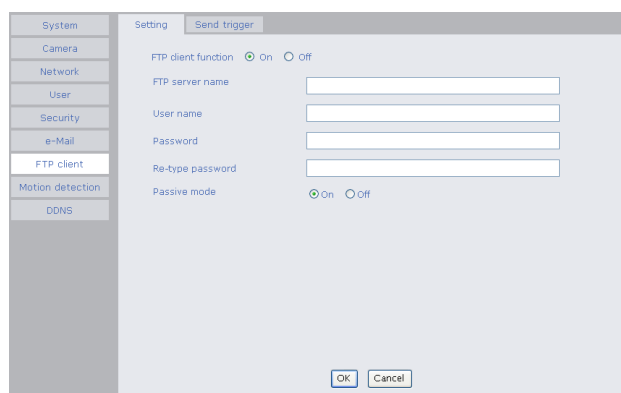 System
Camera
Network
User
Security
e-Mail
FTP client
Motion detection
DDNS
Setting Send trigger
FTP client function On Off
FTP server name
User name
Password
Re-type password
Passive mode On Off
OK Cancel